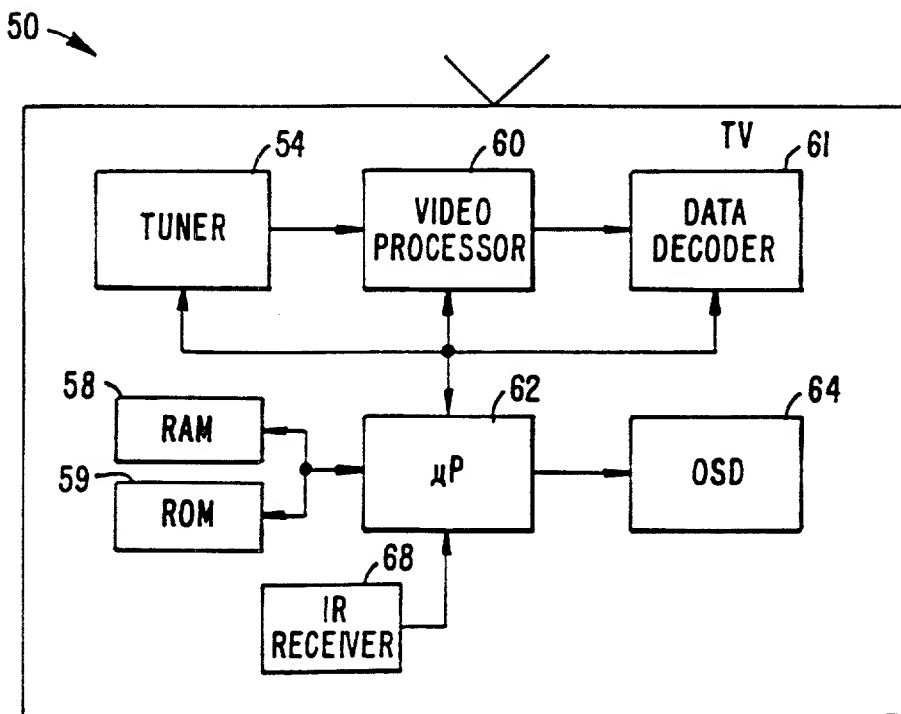 50
TV
54
60
61
TUNER
VIDEO
PROCESSOR
DATA
DECODER
58
62
64
RAM
μP
OSD
59
ROM
68
IR
RECEIVER